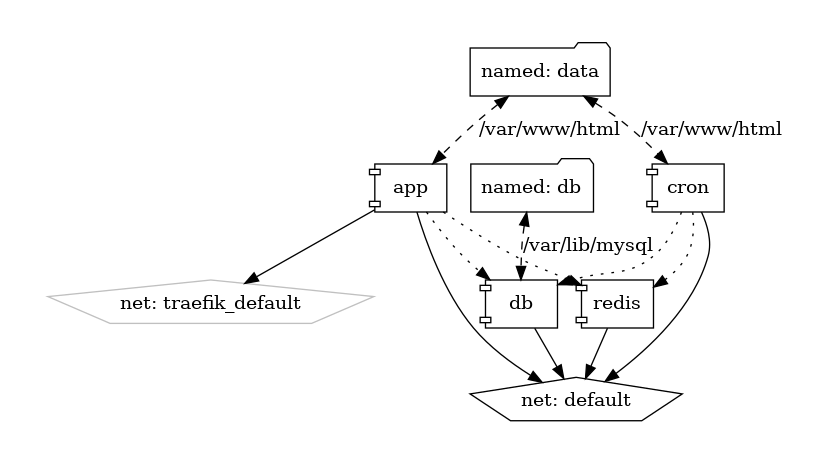 named: data
/var/www/html
/var/www/html
app
named: db
cron
/var/lib/mysql
net: traefik_default
db
redis
net: default